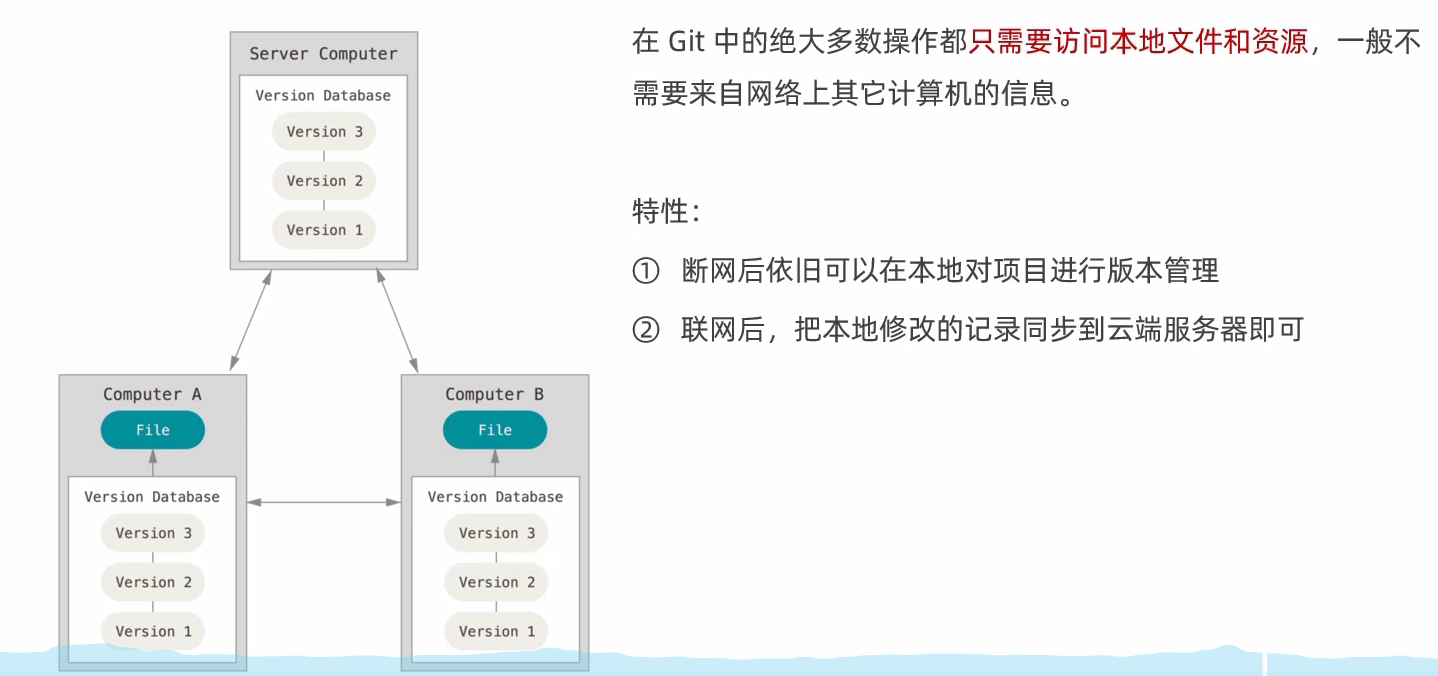 Server Computer
Version Database
Version 3
Version 2
Version 1
Computer A
File
Version Database
Version 3
Version 2
Version 1
Computer B
File
Version Database
Version 3
Version 2
Version 1
在 Git 中的绝大多数操作都只需要访问本地文件和资源，一般不
需要来自网络上其它计算机的信息。
特性：
① 断网后依旧可以在本地对项目进行版本管理
② 联网后，把本地修改的记录同步到云端服务器即可